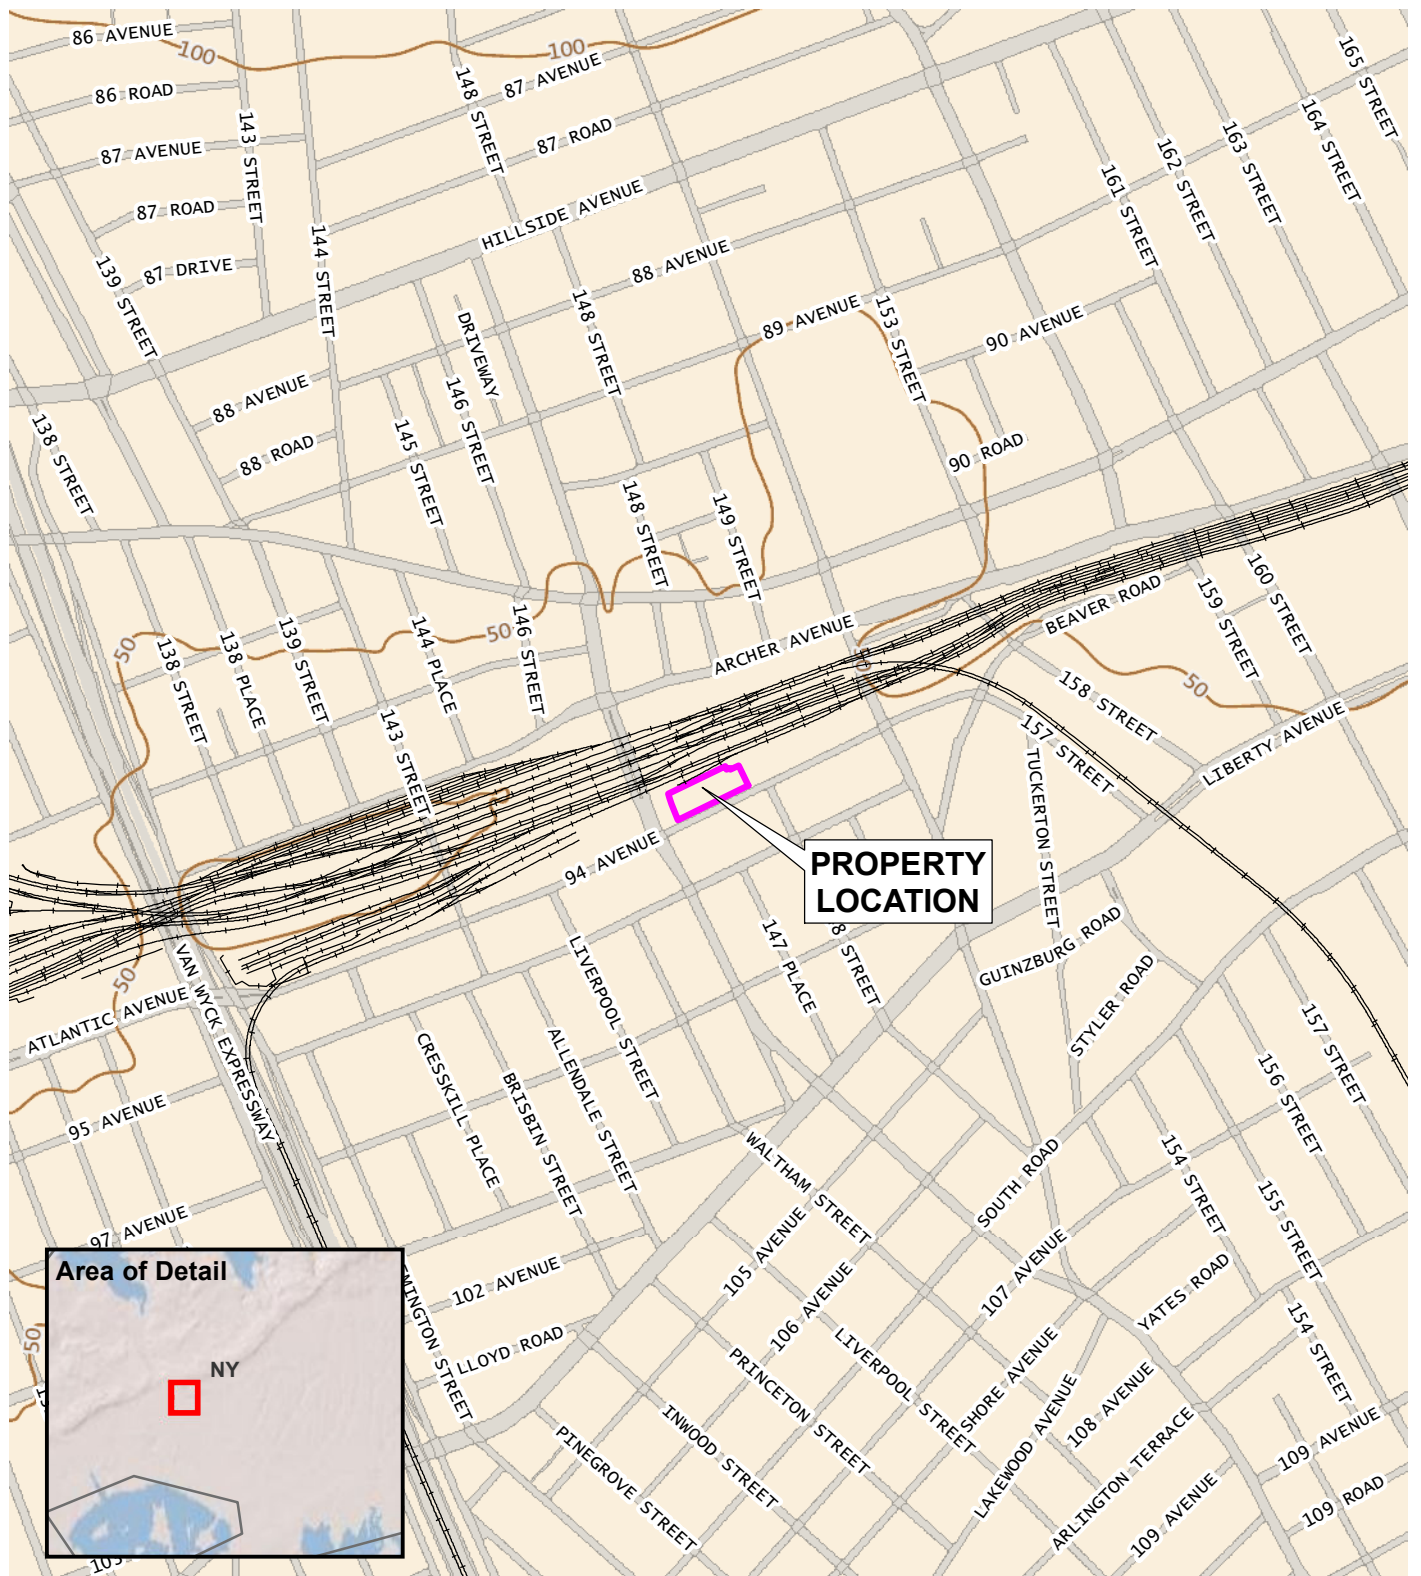 86 AVENUE
100
100
87 AVENUE
165 STREET
86 ROAD
148 STREET
164 STREET
143 STREET
87 ROAD
163 STREET
87 AVENUE
162 STREET
161 STREET
87 ROAD
HILLSIDE AVENUE
144 STREET
88 AVENUE
87 DRIVE
139 STREET
148 STREET
89 AVENUE
153 STREET
90 AVENUE
DRIVEWAY
88 AVENUE
146 STREET
138 STREET
145 STREET
88 ROAD
90 ROAD
148 STREET
149 STREET
160 STREET
159 STREET
BEAVER ROAD
146 STREET
50
50
138 STREET
138 PLACE
139 STREET
144 PLACE
ARCHER AVENUE
50
50
158 STREET
157 STREET
LIBERTY AVENUE
143 STREET
TUCKERTON STREET
94 AVENUE
PROPERTY
LOCATION
147 PLACE
8 STREET
GUINZBURG ROAD
STYLER ROAD
VAN WYCK EXPRESSWAY
50
ATLANTIC AVENUE
LIVERPOOL STREET
ALLENDALE STREET
CRESSKILL PLACE
BRISBIN STREET
157 STREET
156 STREET
95 AVENUE
WALTHAM STREET
SOUTH ROAD
154 STREET
155 STREET
97 AVENUE
105 AVENUE
107 AVENUE
YATES ROAD
Area of Detail
NY
102 AVENUE
106 AVENUE
MINGTON STREET
LLOYD ROAD
50
LIVERPOOL STREET
SHORE AVENUE
154 STREET
PRINCETON STREET
108 AVENUE
LAKEWOOD AVENUE
INWOOD STREET
PINEGROVE STREET
ARLINGTON TERRACE
109 AVENUE
109 AVENUE
109 ROAD